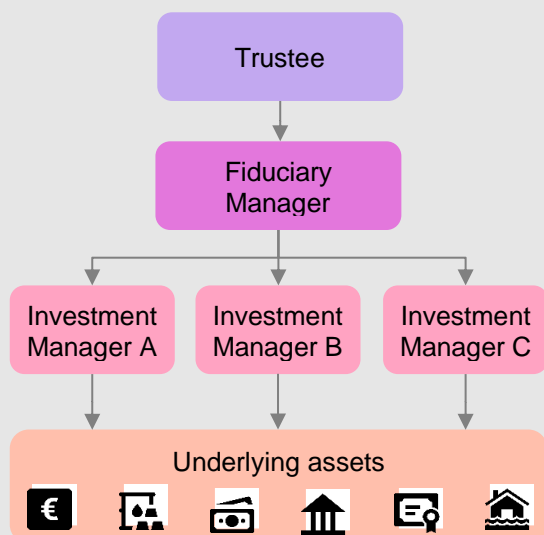 Trustee
Fiduciary
Manager
Investment
Manager A
Investment
Manager B
Investment
Manager C
Underlying assets
€